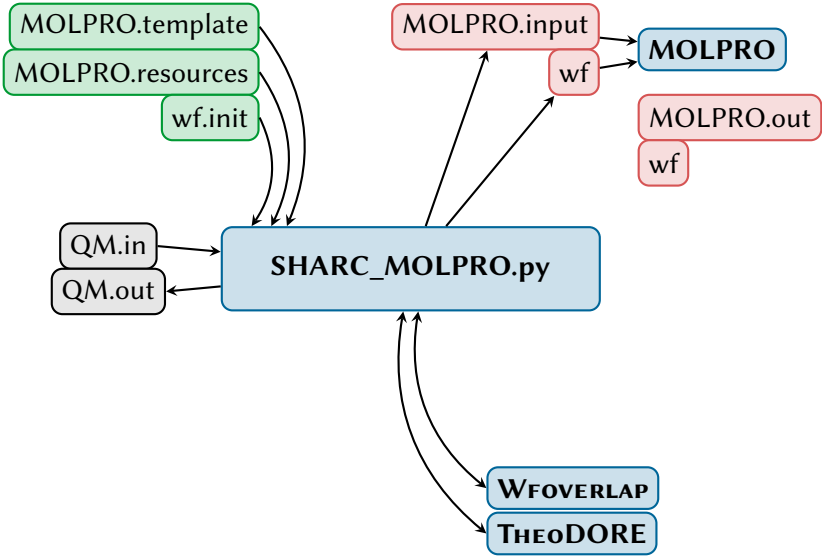 MOLPRO.template
MOLPRO.resources
wf.init
MOLPRO.input
wf
MOLPRO
MOLPRO.out
wf
QM.in
QM.out
SHARC_MOLPRO.py
Wfoverlap
TheoDORE